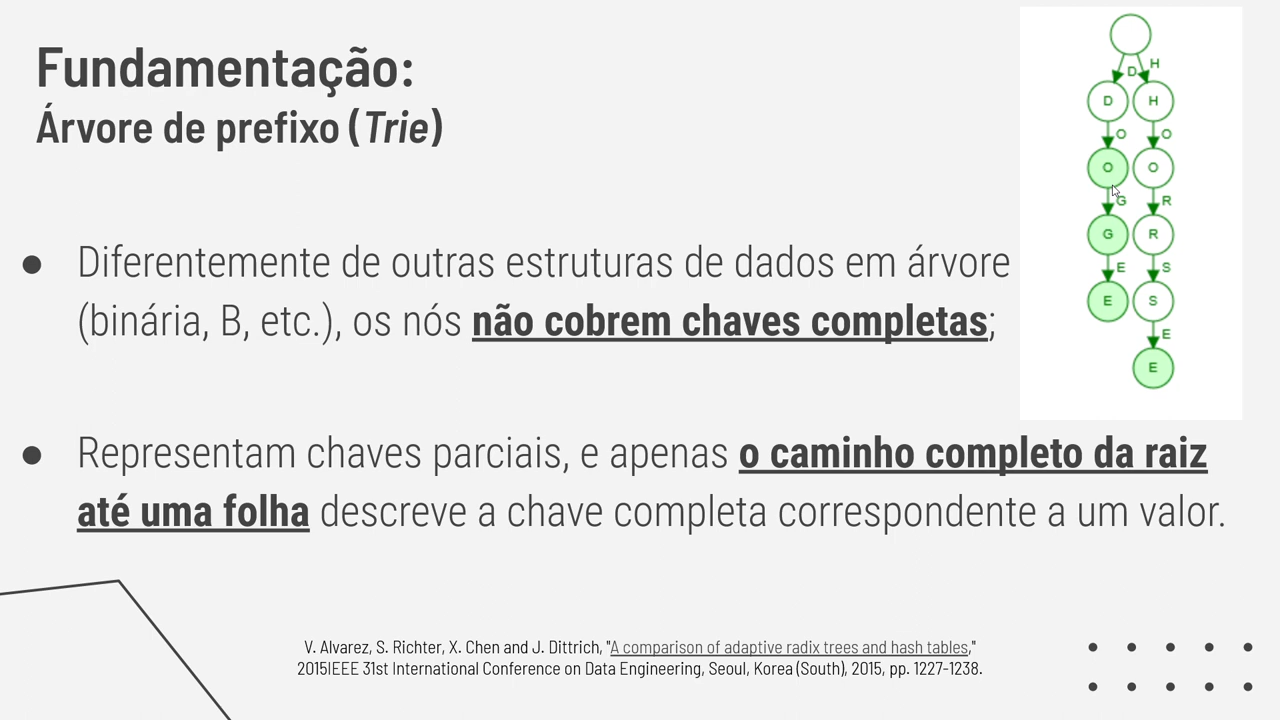 Fundamentação:
Árvore de prefixo (Trie)
● Diferentemente de outras estruturas de dados em árvore
(binária, B, etc.), os nós não cobrem chaves completas;
● Representam chaves parciais, e apenas o caminho completo da raiz
até uma folha descreve a chave completa correspondente a um valor.
D H
D H
O O
O O
G R
G R
E S
E S
E
E
V. Alvarez, S. Richter, X. Chen and J. Dittrich, "A comparison of adaptive radix trees and hash tables,"
2015IEEE 31st International Conference on Data Engineering, Seoul, Korea (South), 2015, pp. 1227-1238.